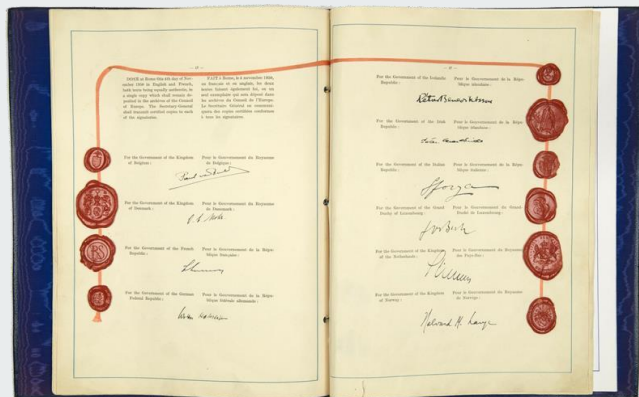 DONE at Rome this 4th day of November
1950 in English and French,
both texts being equally authentic, in
a single copy which shall remain deposited
in the archives of the Council
of Europe. The Secretary-General
shall transmit certified copies to each
of the signatories.
FAIT à Rome, le 4 novembre 1950,
en français et en anglais, les deux
textes faisant également foi, en un
seul exemplaire qui sera déposé dans
les archives du Conseil de l'Europe.
Le Secrétaire Général en
des copies certifiées conformes
à tous les signataires.
For the Government of the Kingdom
of Belgium :
Pour le Gouvernement du Royaume
de Belgique :
For the Government of the Kingdom
of Denmark :
Pour le Gouvernement du Royaume
de Danemark :
For the Government of the French
Republic :
Pour le Gouvernement de la République
française :
For the Government of the German
Federal Republic :
Pour le Gouvernement de la République
fédérale allemande :
For the Government of the Icelandic
Republic :
Pour le Gouvernement de la République
islandaise :
For the Government of the Irish
Republic :
Pour le Gouvernement de la République
irlandaise :
For the Government of the Italian
Republic :
Pour le Gouvernement de la République
italienne :
Sforza
For the Government of the Grand
Duchy of Luxembourg :
Pour le Gouvernement du Grand
Duché de Luxembourg :
Jos Bech
For the Government of the Kingdom
of the Netherlands :
Pour le Gouvernement du Royaume
des Pays-Bas :
For the Government of the Kingdom
of Norway :
Pour le Gouvernement du Royaume
de Norvège :
Halvard M. Lange